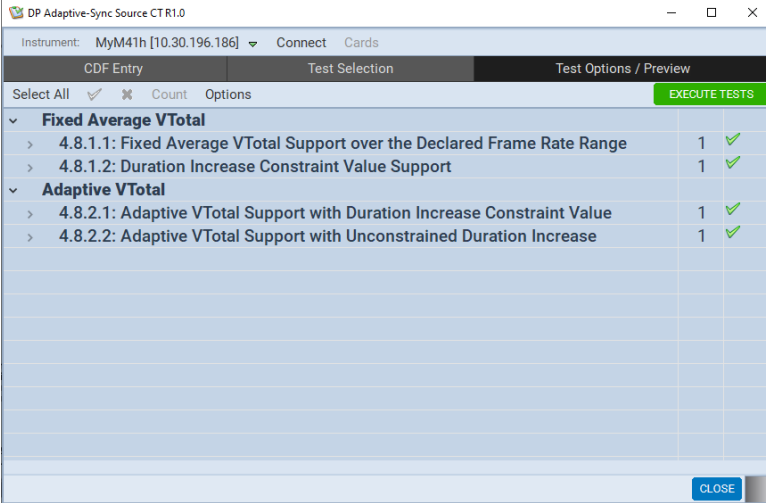 DP Adaptive-Sync Source CT R1.0
Instrument: MyM41h [10.30.196.186] Connect Cards
CDF Entry Test Selection Test Options / Preview
Select All Count Options EXECUTE TESTS
Fixed Average VTotal
4.8.1.1: Fixed Average VTotal Support over the Declared Frame Rate Range 1
4.8.1.2: Duration Increase Constraint Value Support 1
Adaptive VTotal
4.8.2.1: Adaptive VTotal Support with Duration Increase Constraint Value 1
4.8.2.2: Adaptive VTotal Support with Unconstrained Duration Increase 1
CLOSE